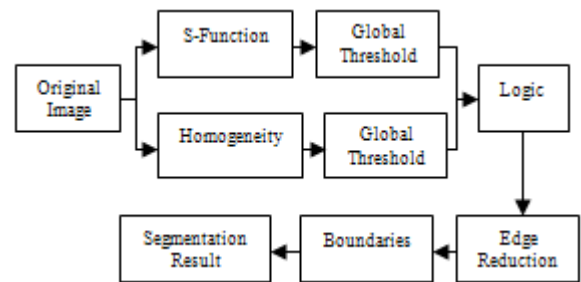 S-Function
Global
Threshold
Original
Image
Logic
Homogeneity
Global
Threshold
Segmentation
Result
Boundaries
Edge
Reduction